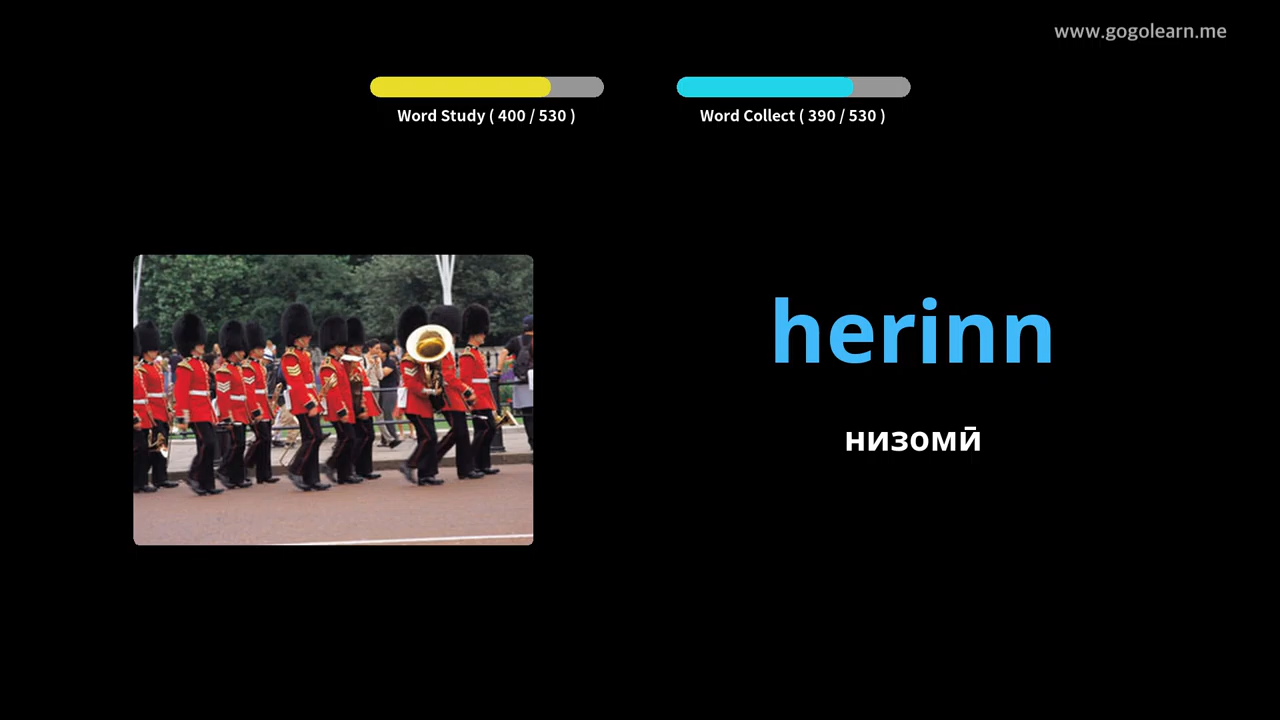 www.gogolearn.me
Word Study ( 400 / 530 )
Word Collect ( 390 / 530 )
herinn
низомӣ